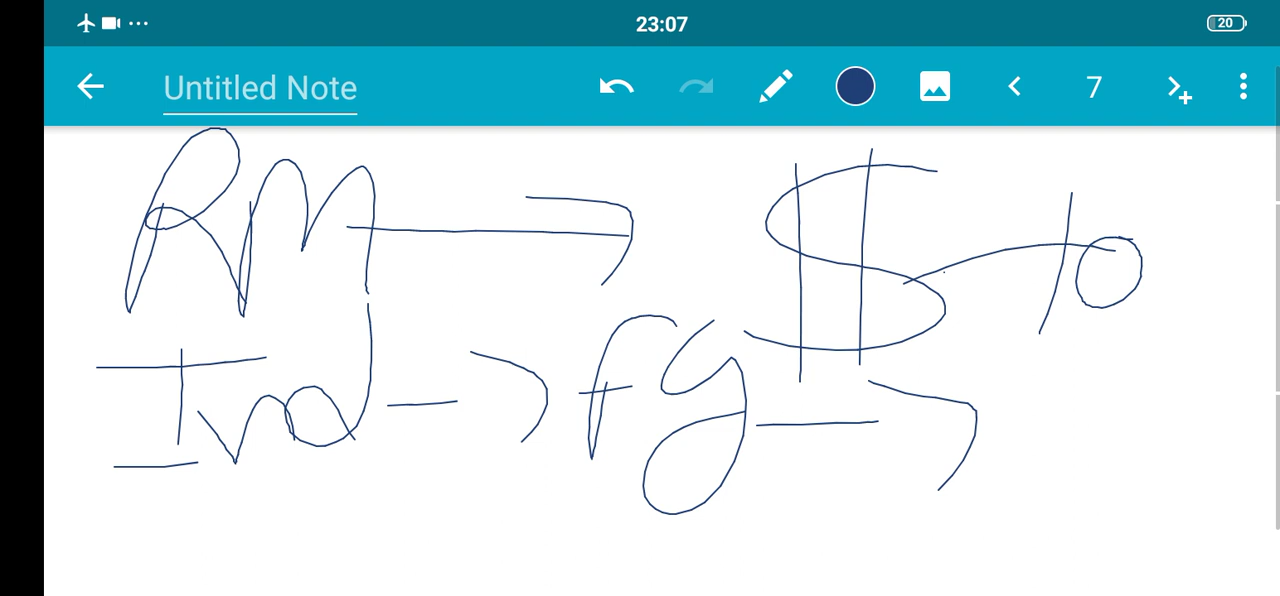 23:07
20
Untitled Note
7
RM → $ 10
Ind → fg →